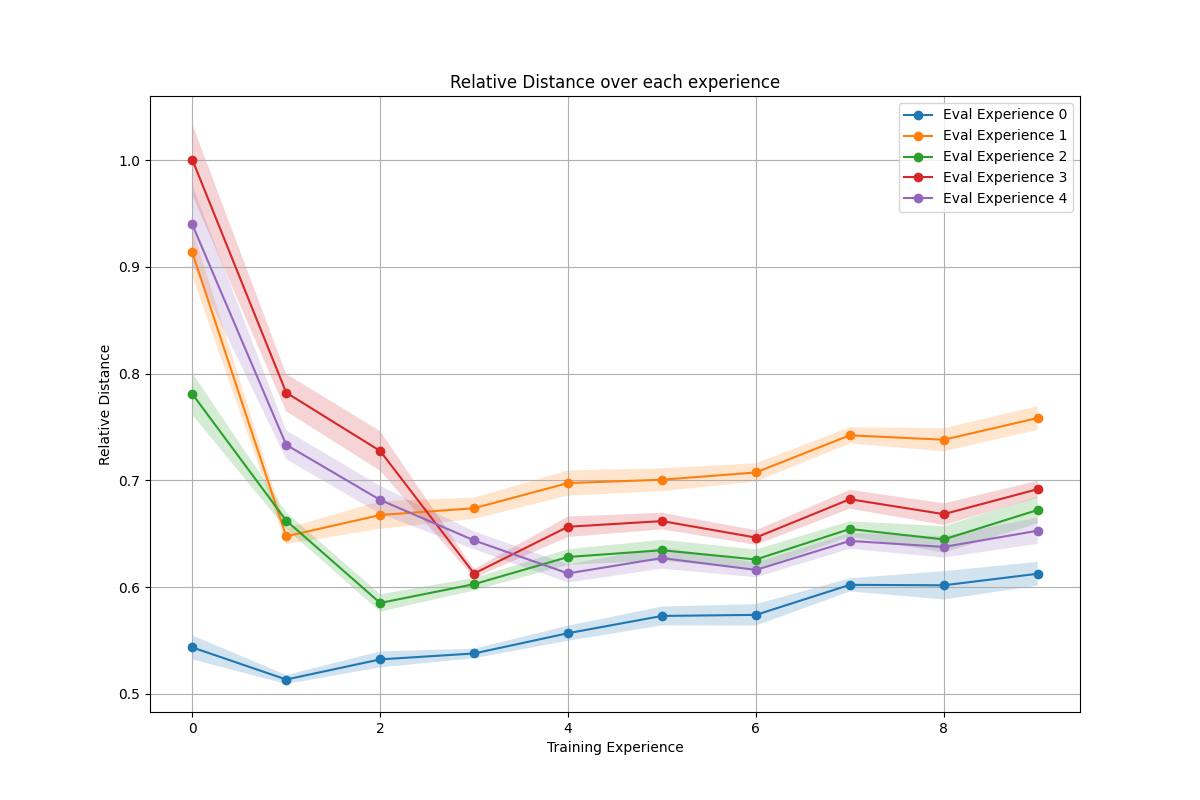 Relative Distance over each experience
Eval Experience 0
Eval Experience 1
Eval Experience 2
Eval Experience 3
Eval Experience 4
Relative Distance
1.0
0.9
0.8
0.7
0.6
0.5
0 2 4 6 8
Training Experience